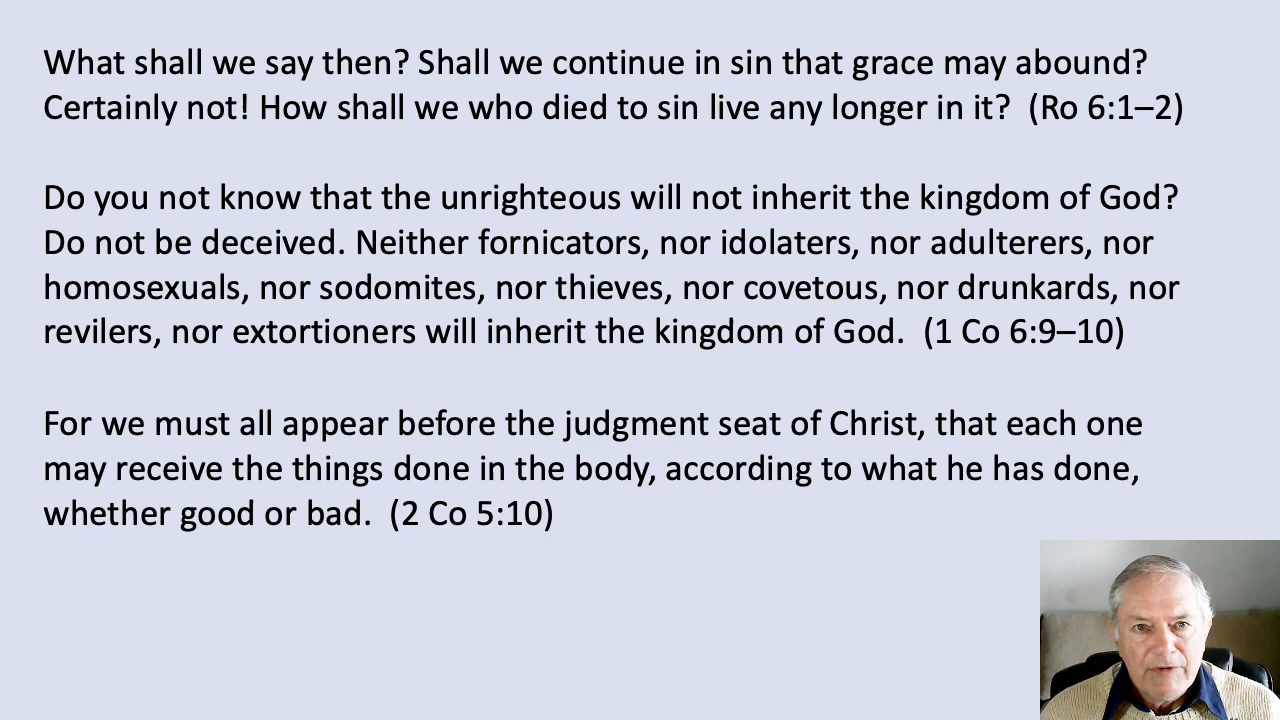 What shall we say then? Shall we continue in sin that grace may abound?
Certainly not! How shall we who died to sin live any longer in it?  (Ro 6:1–2)
Do you not know that the unrighteous will not inherit the kingdom of God?
Do not be deceived. Neither fornicators, nor idolaters, nor adulterers, nor
homosexuals, nor sodomites, nor thieves, nor covetous, nor drunkards, nor
revilers, nor extortioners will inherit the kingdom of God.  (1 Co 6:9–10)
For we must all appear before the judgment seat of Christ, that each one
may receive the things done in the body, according to what he has done,
whether good or bad.  (2 Co 5:10)